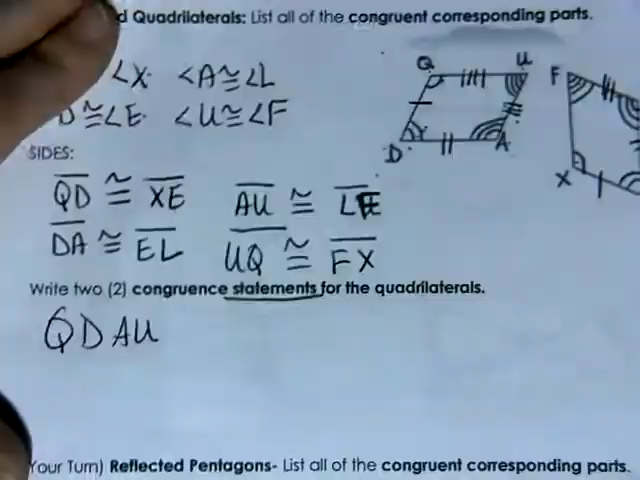 d Quadrilaterals: List all of the congruent corresponding parts.
<X <A≅<L
D≅<E <U≅<F
Q U F
D A X
SIDES:
QD ≅ XE AU ≅ LF
DA ≅ EL UQ ≅ FX
Write two (2) congruence statements for the quadrilaterals.
QDAU
Your Turn) Reflected Pentagons- List all of the congruent corresponding parts.